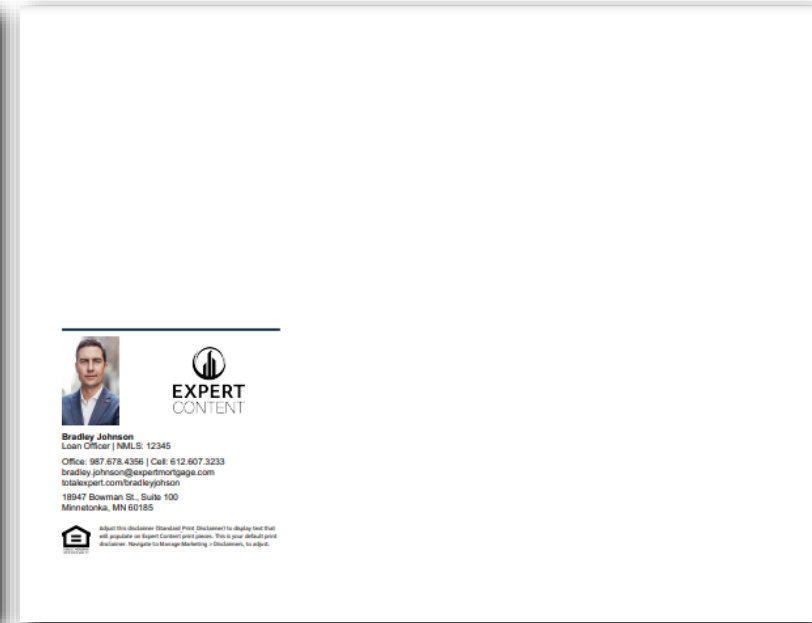 EXPERT
CONTENT
Bradley Johnson
Loan Officer | NMLS: 12345
Office: 987.678.4356 | Cell: 612.607.3233
bradley.johnson@expertmortgage.com
totalexpert.com/bradleyjohson
18947 Bowman St., Suite 100
Minnetonka, MN 60185
Adjust this disclaimer (Standard Print Disclaimer) to display text that
will populate on Expert Content print pieces. This is your default print
disclaimer. Navigate to Manage Marketing > Disclaimers, to adjust.